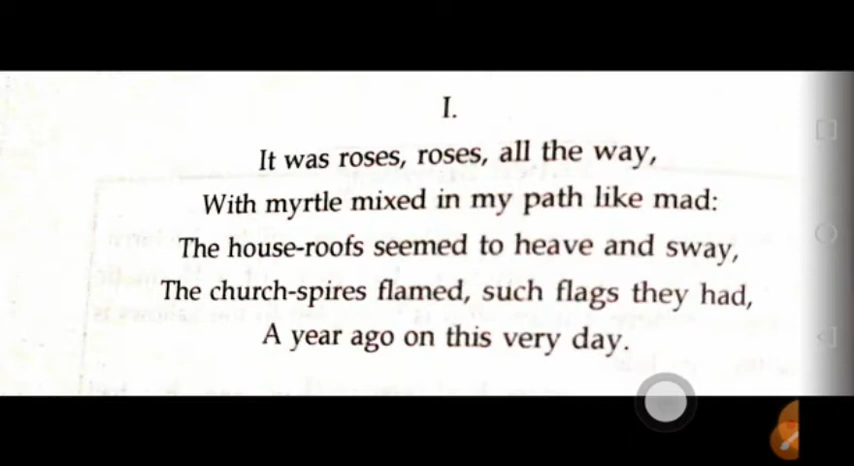 I.
It was roses, roses, all the way,
With myrtle mixed in my path like mad:
The house-roofs seemed to heave and sway,
The church-spires flamed, such flags they had,
A year ago on this very day.